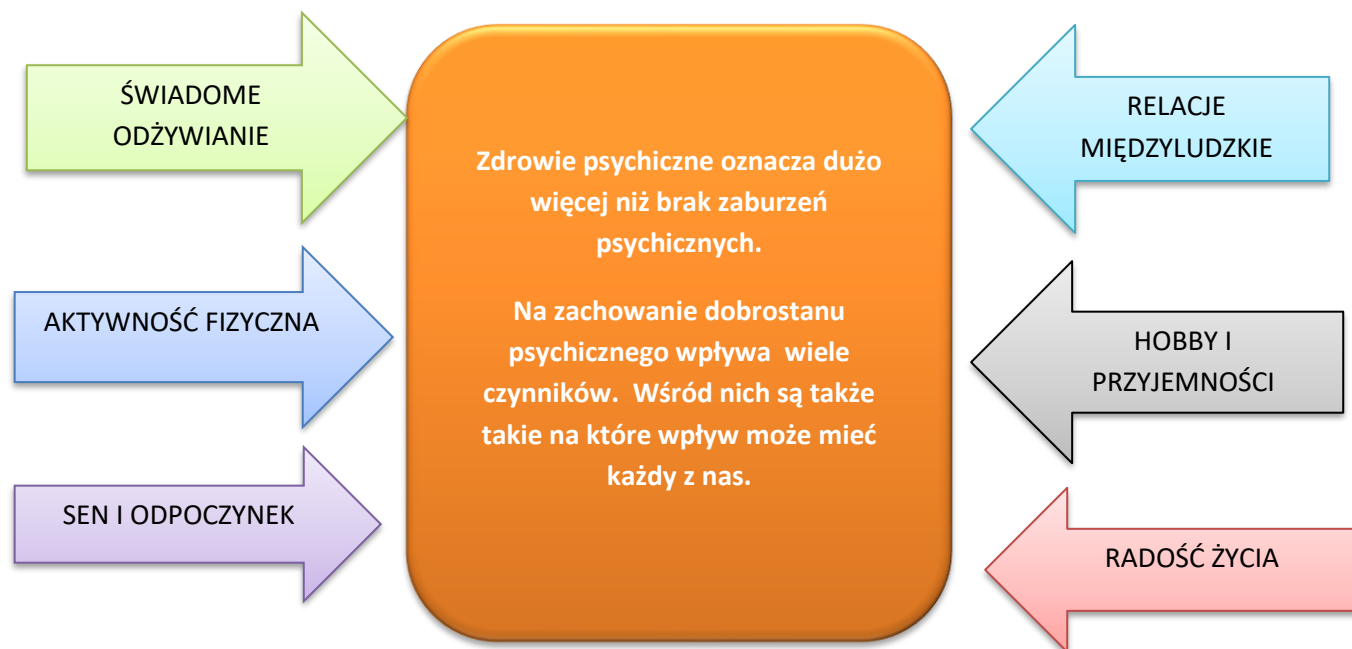 ŚWIADOME
ODŻYWIANIE
AKTYWNOŚĆ FIZYCZNA
SEN I ODPOCZYNEK
Zdrowie psychiczne oznacza dużo
więcej niż brak zaburzeń
psychicznych.
Na zachowanie dobrostanu
psychicznego wpływa  wiele
czynników.  Wśród nich są także
takie na które wpływ może mieć
każdy z nas.
RELACJE
MIĘDZYLUDZKIE
HOBBY I
PRZYJEMNOŚCI
RADOŚĆ ŻYCIA